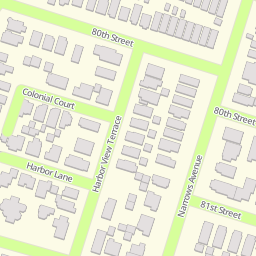 80th Street
Colonial Court
80th Street
Harbor View Terrace
Harbor Lane
Narrows Avenue
81st Street